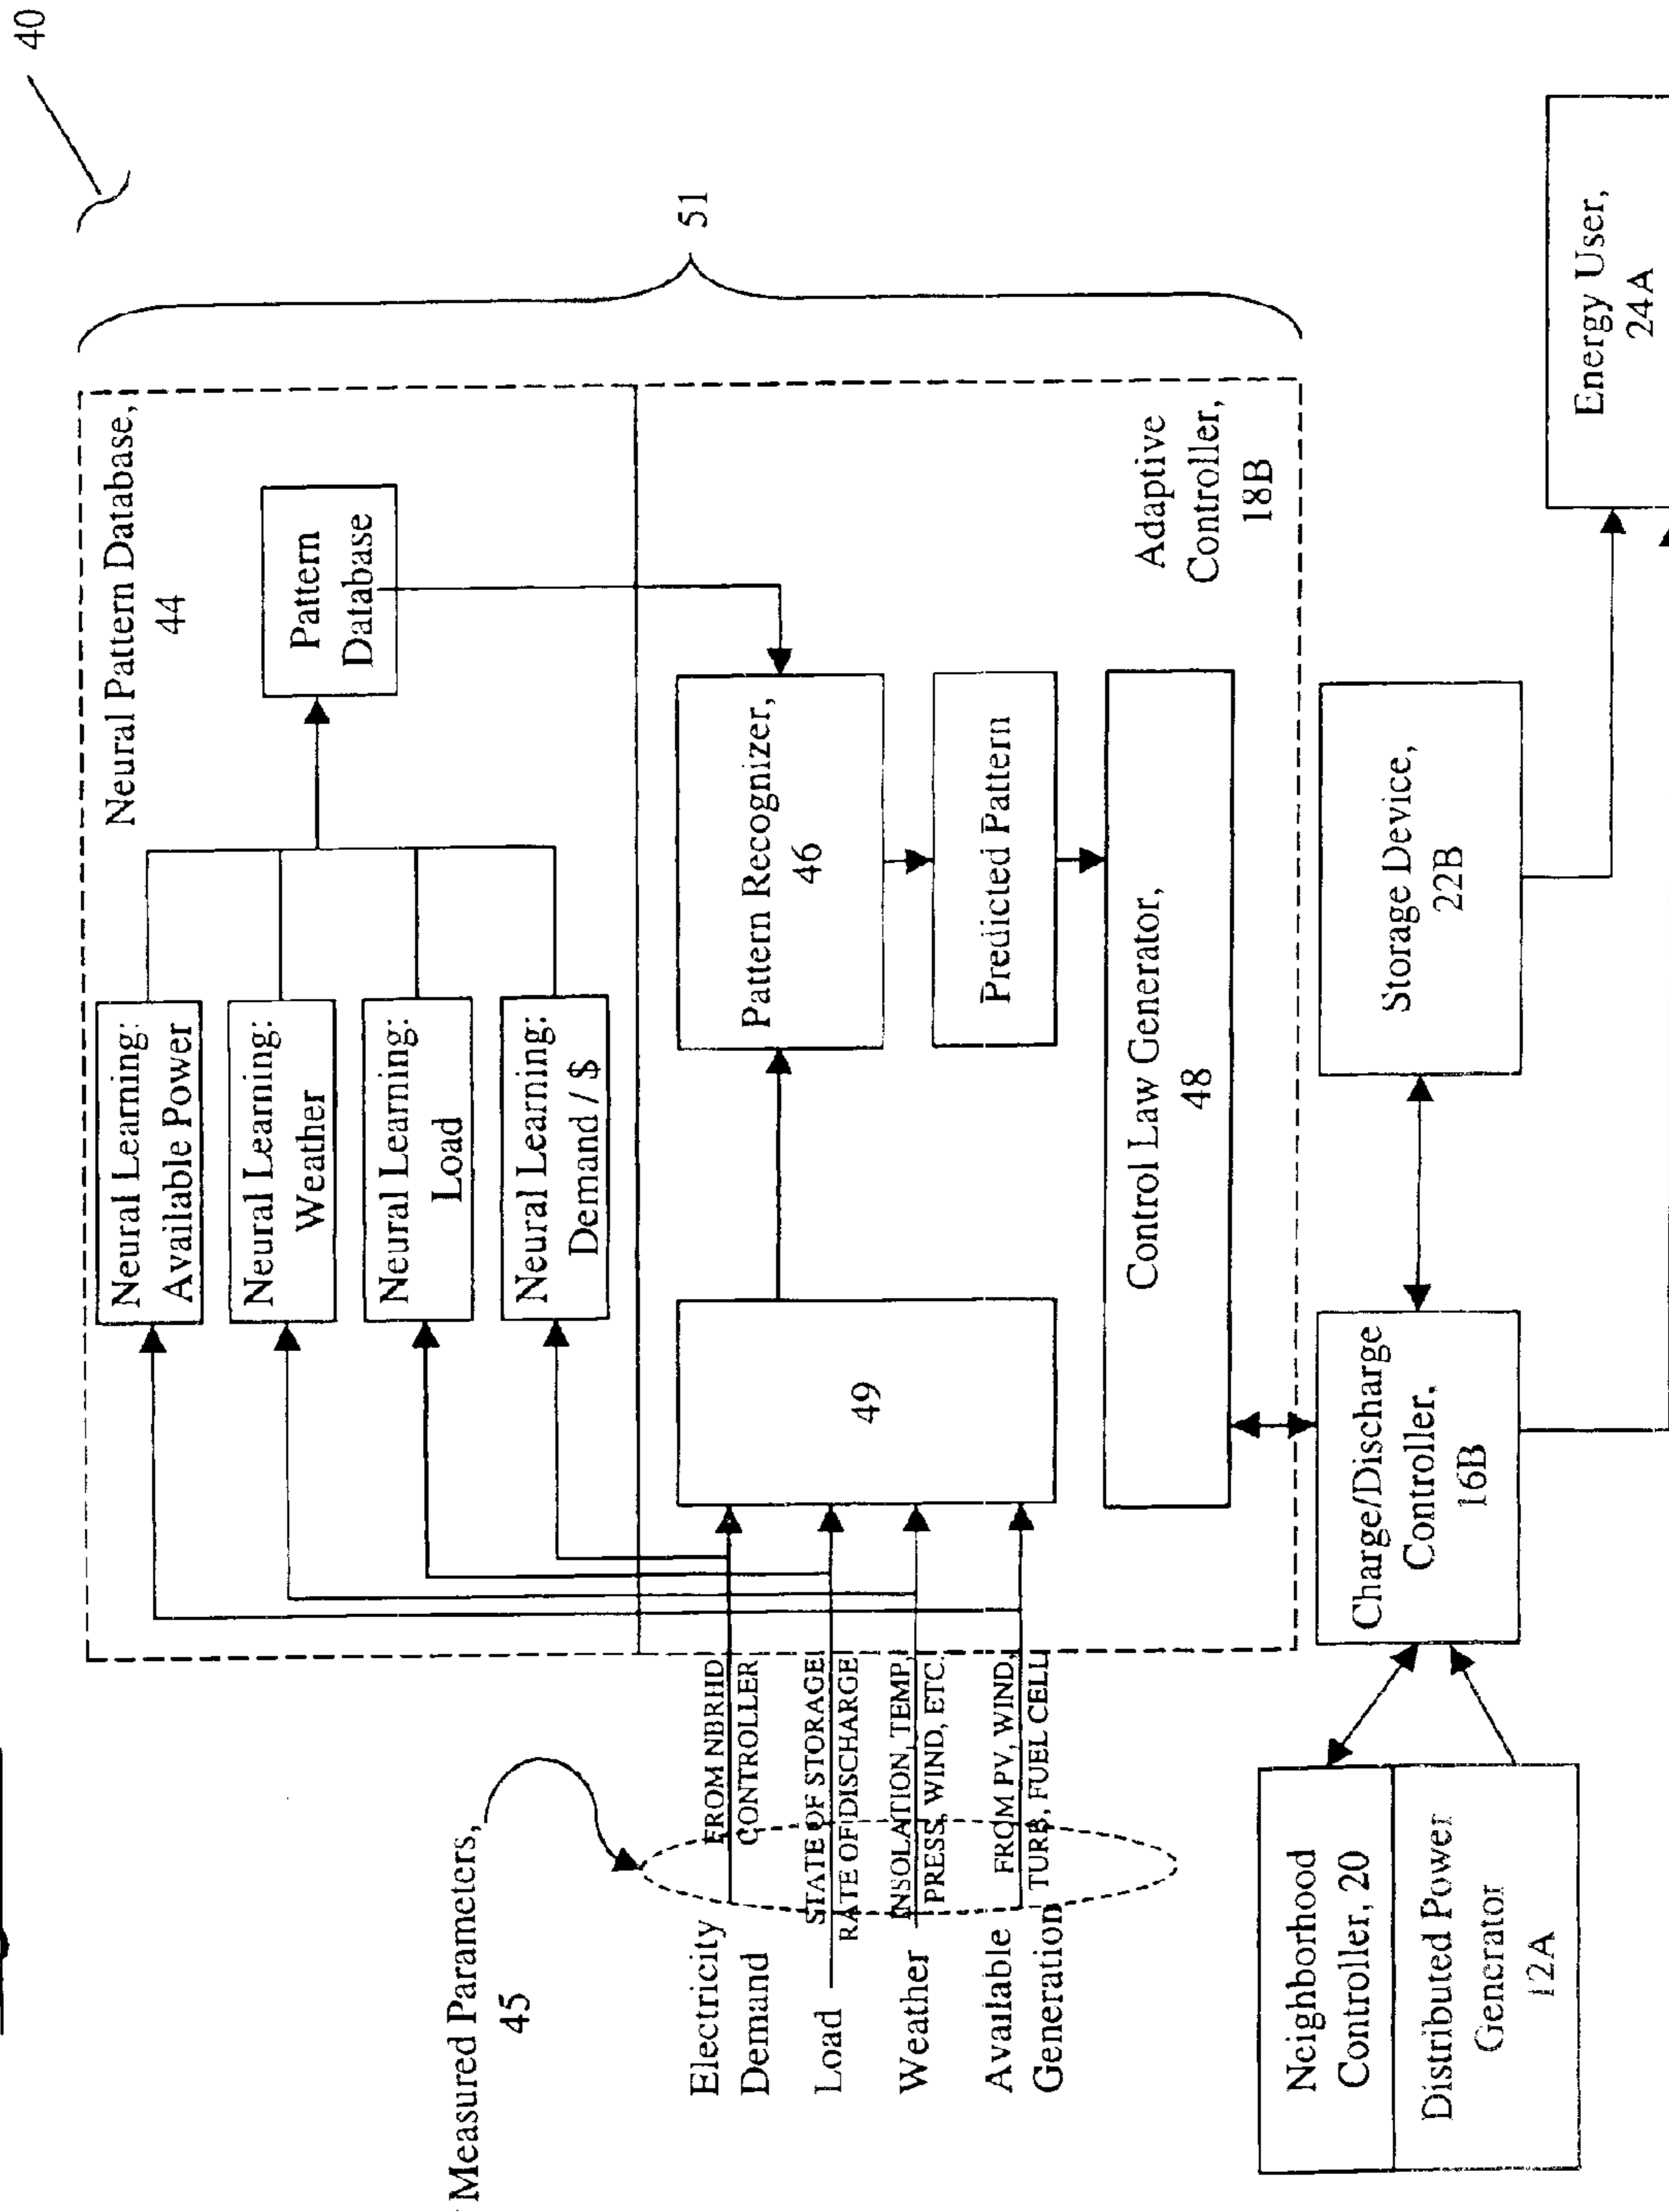 40
51
Neural Pattern Database,
44
Neural Learning:
Available Power
Neural Learning:
Weather
Neural Learning:
Load
Neural Learning:
Demand / $
Pattern
Database
Measured Parameters,
45
Electricity
Demand
FROM NBRHD
CONTROLLER
Load
STATE OF STORAGE
RATE OF DISCHARGE
Weather
INSOLATION, TEMP,
PRESS, WIND, ETC.
Available
Generation
FROM PV, WIND,
TURB, FUEL CELL
49
Pattern Recognizer,
46
Predicted Pattern
Control Law Generator,
48
Adaptive
Controller,
18B
Neighborhood
Controller, 20
Distributed Power
Generator
12A
Charge/Discharge
Controller,
16B
Storage Device,
22B
Energy User,
24A